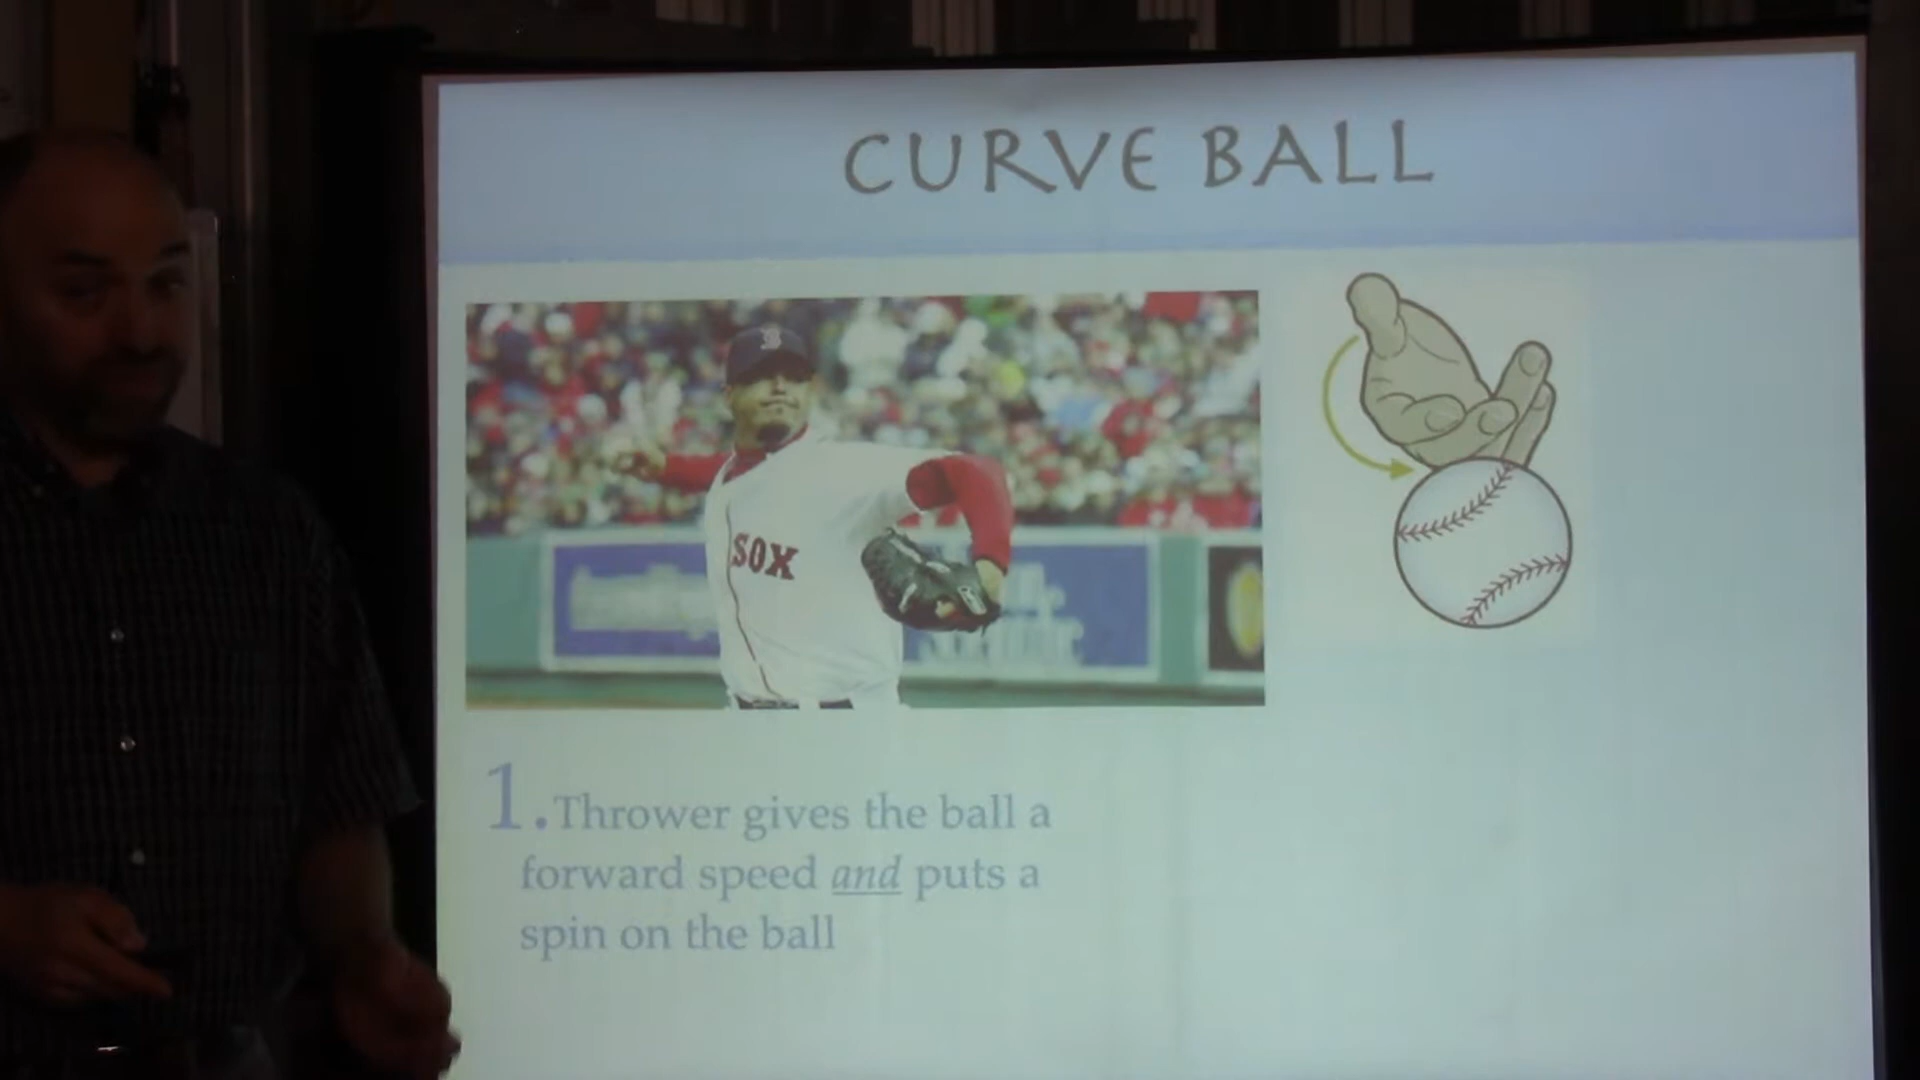 CURVE BALL
B
SOX
1. Thrower gives the ball a
forward speed and puts a
spin on the ball